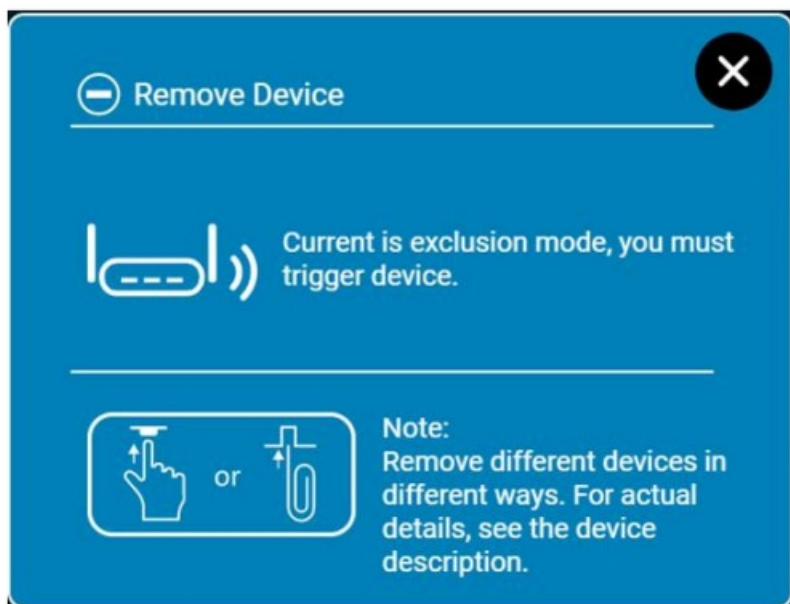 Remove Device
Current is exclusion mode, you must
trigger device.
or
Note:
Remove different devices in
different ways. For actual
details, see the device
description.